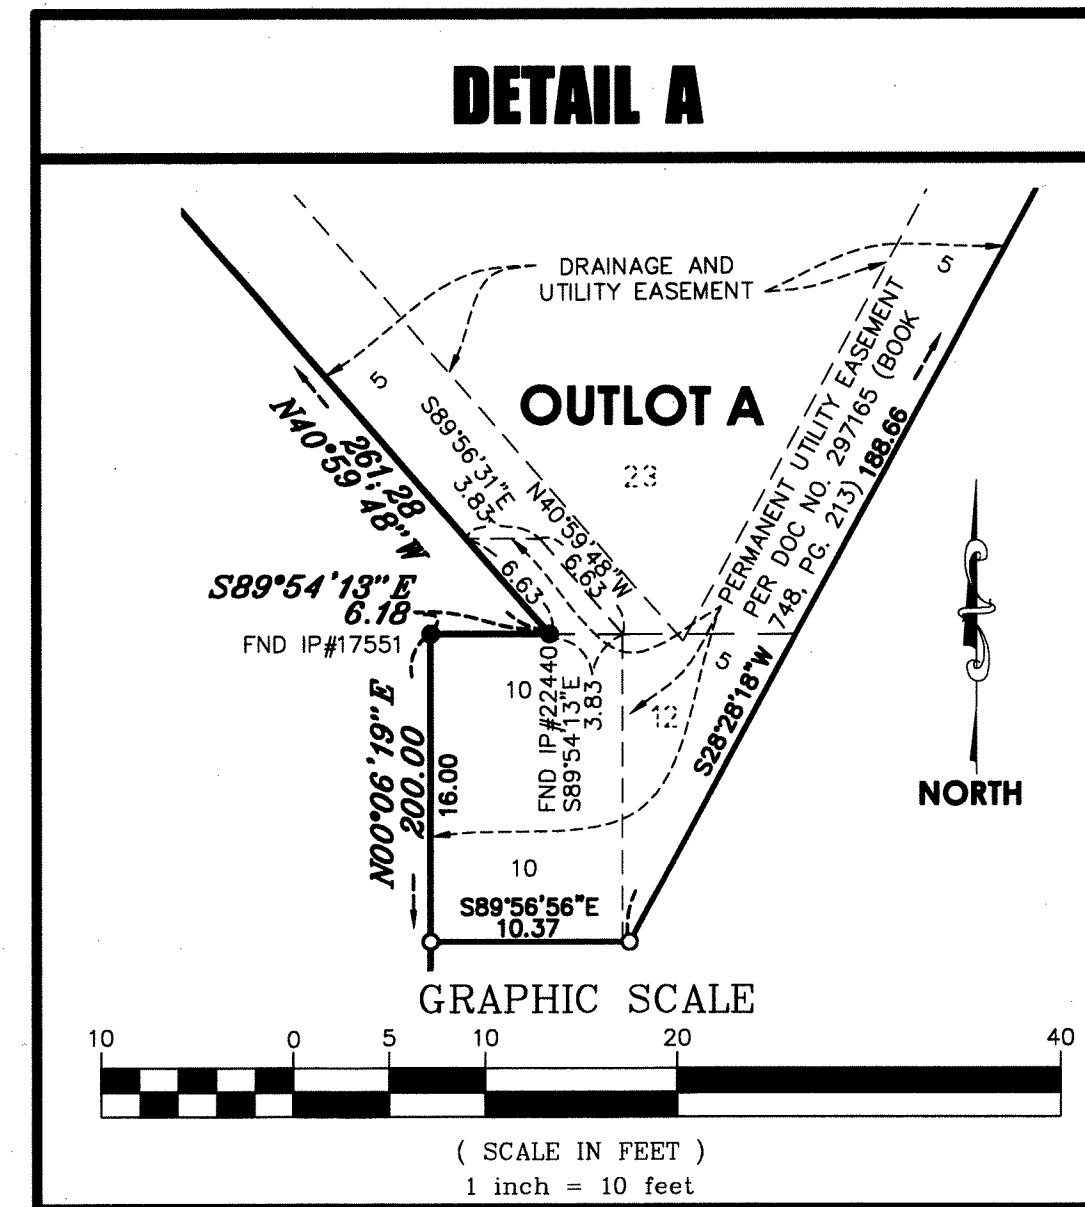 DETAIL A
DRAINAGE AND
UTILITY EASEMENT
OUTLOT A
23
5
5
N40°59'48"W
261.28
S89°56'31"E
3.83
N40°59'48"W
6.63
6.63
PERMANENT UTILITY EASEMENT
PER DOC NO. 297165 (BOOK
748, PG. 213)
188.66
S28°28'18"W
S89°54'13"E
6.18
FND IP#17551
FND IP#22440
S89°54'13"E
3.83
10
12
5
N00°06'19"E
200.00
16.00
10
S89°56'56"E
10.37
NORTH
GRAPHIC SCALE
10 0 5 10 20 40
( SCALE IN FEET )
1 inch = 10 feet